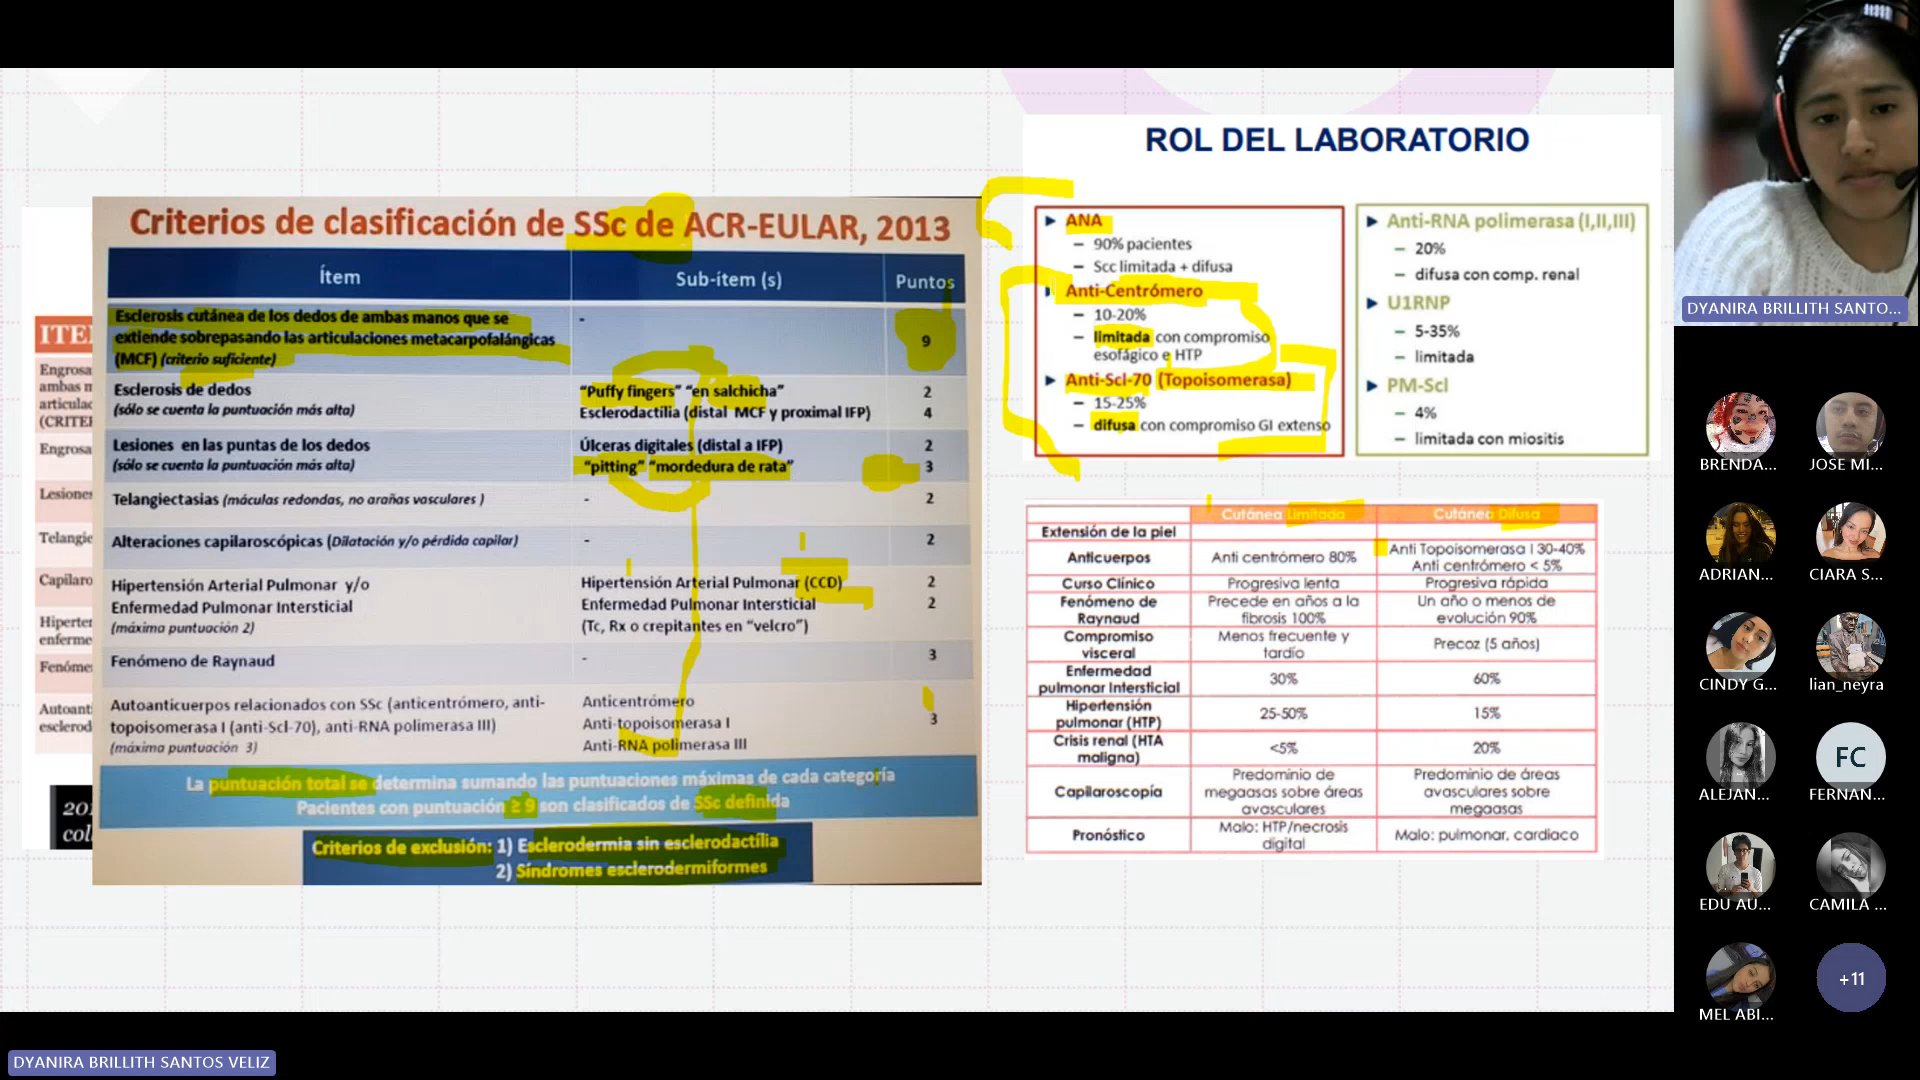 Criterios de clasificación de SSc de ACR-EULAR, 2013
Ítem Sub-ítem (s) Puntos
Esclerosis cutánea de los dedos de ambas manos que se - 
extiende sobrepasando las articulaciones metacarpofalángicas 9
(MCF) (criterio suficiente)
Esclerosis de dedos "Puffy fingers" "en salchicha" 2
(sólo se cuenta la puntuación más alta) Esclerodactilia (distal MCF y proximal IFP) 4
Lesiones en las puntas de los dedos Úlceras digitales (distal a IFP) 2
(sólo se cuenta la puntuación más alta) "pitting" "mordedura de rata" 3
Telangiectasias (máculas redondas, no arañas vasculares ) - 2
Alteraciones capilaroscópicas (Dilatación y/o pérdida capilar) - 2
Hipertensión Arterial Pulmonar y/o Hipertensión Arterial Pulmonar (CCD) 2
Enfermedad Pulmonar Intersticial Enfermedad Pulmonar Intersticial 2
(máxima puntuación 2) (Tc, Rx o crepitantes en "velcro")
Fenómeno de Raynaud - 3
Autoanticuerpos relacionados con SSc (anticentrómero, anti- Anticentrómero
topoisomerasa I (anti-Scl-70), anti-RNA polimerasa III) Anti-topoisomerasa I 3
(máxima puntuación 3) Anti-RNA polimerasa III
La puntuación total se determina sumando las puntuaciones máximas de cada categoría
Pacientes con puntuación ≥ 9 son clasificados de SSc definida
Criterios de exclusión: 1) Esclerodermia sin esclerodactilia
2) Síndromes esclerodermiformes
ROL DEL LABORATORIO
ANA
– 90% pacientes
– Scc limitada + difusa
Anti-Centrómero
– 10-20%
– limitada con compromiso
esofágico e HTP
Anti-Scl-70 (Topoisomerasa)
– 15-25%
– difusa con compromiso GI extenso
Anti-RNA polimerasa (I,II,III)
– 20%
– difusa con comp. renal
U1RNP
– 5-35%
– limitada
PM-Scl
– 4%
– limitada con miositis
Cutánea Limitada Cutánea Difusa
Extensión de la piel
Anticuerpos Anti centrómero 80% Anti Topoisomerasa I 30-40%
Anti centrómero < 5%
Curso Clínico Progresiva lenta Progresiva rápida
Fenómeno de Precede en años a la Un año o menos de
Raynaud fibrosis 100% evolución 90%
Compromiso Menos frecuente y Precoz (5 años)
visceral tardío
Enfermedad 30% 60%
pulmonar Intersticial
Hipertensión 25-50% 15%
pulmonar (HTP)
Crisis renal (HTA <5% 20%
maligna)
Capilaroscopía Predominio de Predominio de áreas
megaasas sobre áreas avasculares sobre
avasculares megaasas
Pronóstico Malo: HTP/necrosis Malo: pulmonar, cardíaco
digital
ITE
Engrosa
ambas m
articulac
(CRITE
Engrosa
Lesiones
Telangie
Capilaro
Hiperter
enferme
Fenóme
Autoant
esclerod
201
col
DYANIRA BRILLITH SANTO...
BRENDA... JOSE MI...
ADRIAN... CIARA S...
CINDY G... lian_neyra
ALEJAN... FC FERNAN...
EDU AU... CAMILA ...
MEL ABI... +11
DYANIRA BRILLITH SANTOS VELIZ